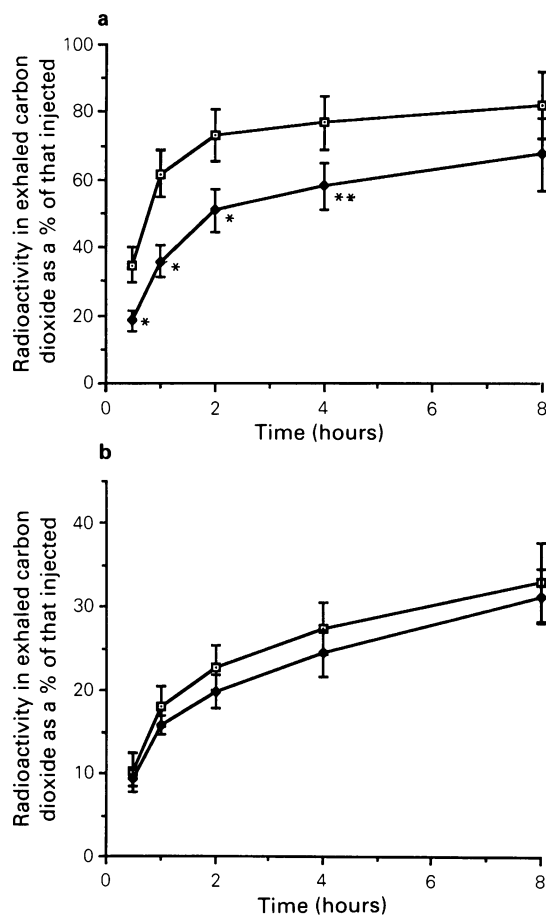 a
Radioactivity in exhaled carbon
dioxide as a % of that injected
100
80
60
40
20
0
*
*
*
**
0 2 4 6 8
Time (hours)
b
Radioactivity in exhaled carbon
dioxide as a % of that injected
40
30
20
10
0
0 2 4 6 8
Time (hours)